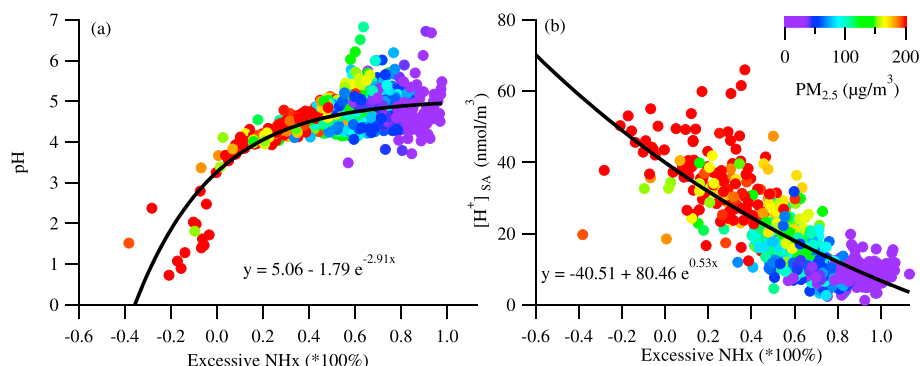 (a)
7
6
5
4
3
2
1
0
pH
y = 5.06 - 1.79 e^-2.91x
-0.6 -0.4 -0.2 0.0 0.2 0.4 0.6 0.8 1.0
Excessive NHx (*100%)
(b)
80
60
40
20
0
[H+]SA (nmol/m3)
0 100 200
PM2.5 (µg/m3)
y = -40.51 + 80.46 e^0.53x
-0.6 -0.4 -0.2 0.0 0.2 0.4 0.6 0.8 1.0
Excessive NHx (*100%)